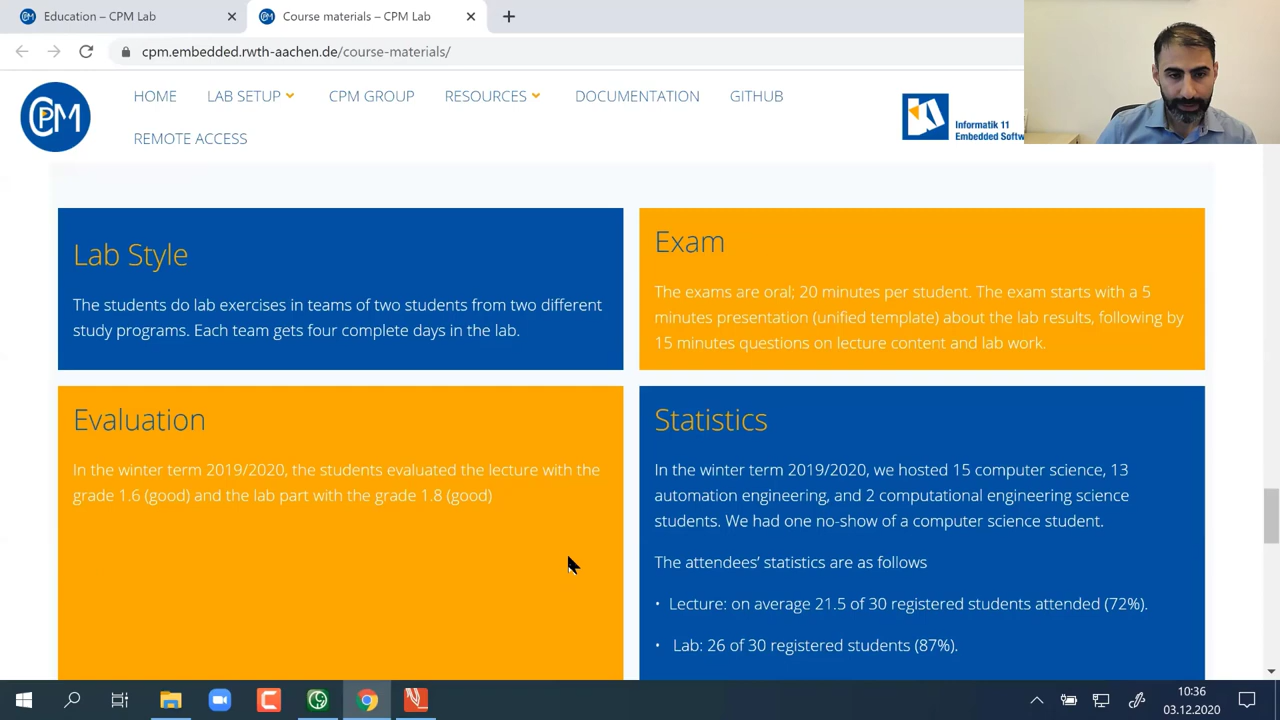 Education – CPM Lab
Course materials – CPM Lab
cpm.embedded.rwth-aachen.de/course-materials/
CPM
HOME
LAB SETUP
CPM GROUP
RESOURCES
DOCUMENTATION
GITHUB
REMOTE ACCESS
Informatik 11
Embedded Softw
Lab Style
The students do lab exercises in teams of two students from two different
study programs. Each team gets four complete days in the lab.
Exam
The exams are oral; 20 minutes per student. The exam starts with a 5
minutes presentation (unified template) about the lab results, following by
15 minutes questions on lecture content and lab work.
Evaluation
In the winter term 2019/2020, the students evaluated the lecture with the
grade 1.6 (good) and the lab part with the grade 1.8 (good)
Statistics
In the winter term 2019/2020, we hosted 15 computer science, 13
automation engineering, and 2 computational engineering science
students. We had one no-show of a computer science student.
The attendees’ statistics are as follows
• Lecture: on average 21.5 of 30 registered students attended (72%).
• Lab: 26 of 30 registered students (87%).
10:36
03.12.2020